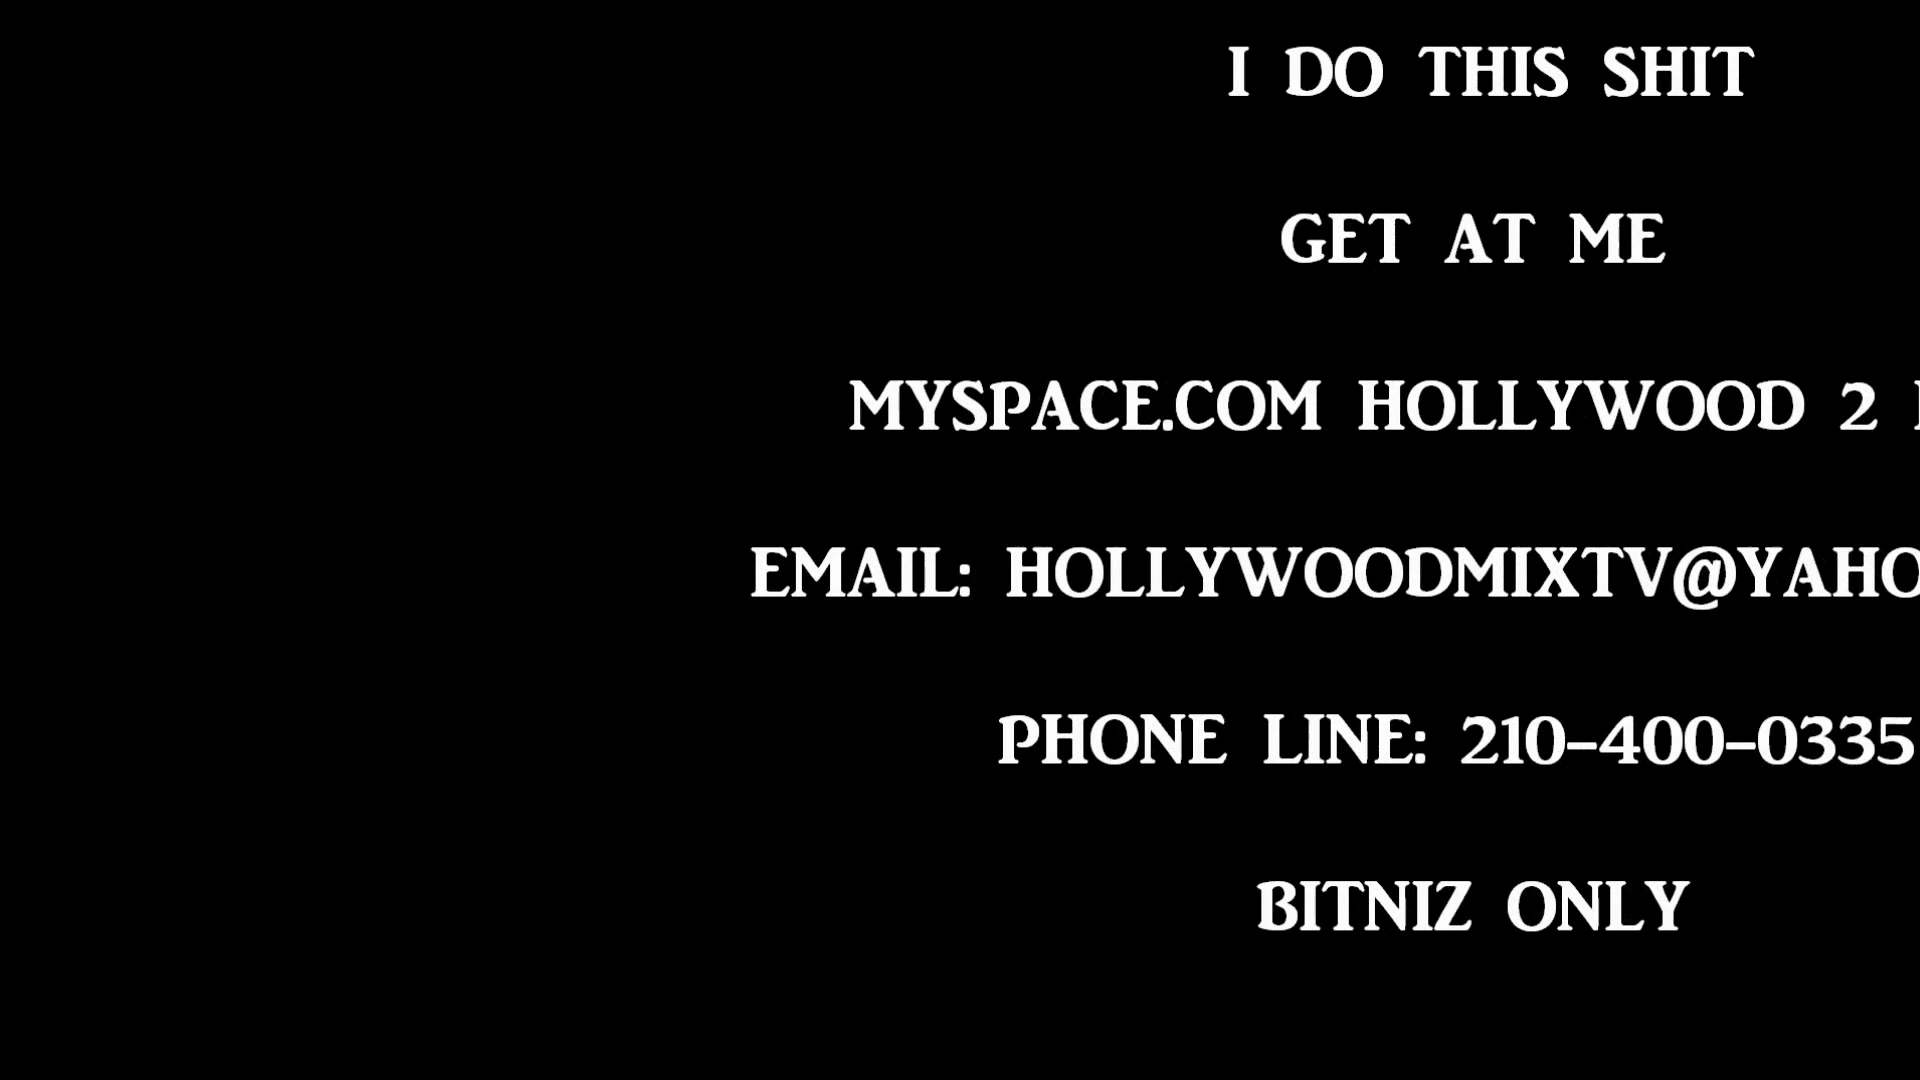 I DO THIS SHIT
GET AT ME
MYSPACE.COM HOLLYWOOD 2
EMAIL: HOLLYWOODMIXTV@YAHO
PHONE LINE: 210-400-0335
BITNIZ ONLY